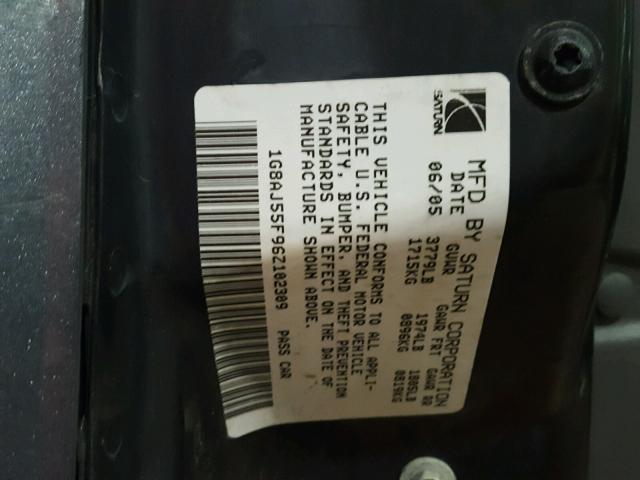 SATURN
MFD BY SATURN CORPORATION
DATE GVWR GAWR FRT GAWR RR
06/05 3779LB 1974LB 1805LB
1715KG 0896KG 0819KG
THIS VEHICLE CONFORMS TO ALL APPLI-
CABLE U.S. FEDERAL MOTOR VEHICLE
SAFETY, BUMPER, AND THEFT PREVENTION
STANDARDS IN EFFECT ON THE DATE OF
MANUFACTURE SHOWN ABOVE.
1G8AJ55F96Z102309 PASS CAR